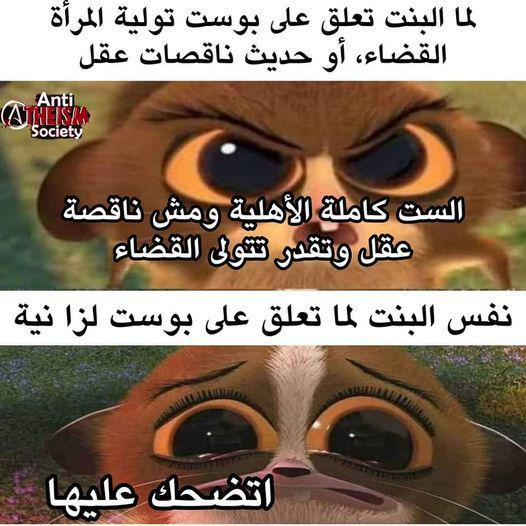 لما البنت تعلق على بوست تولية المرأة
القضاء، أو حديث ناقصات عقل
Anti
ATHEISM
Society
الست كاملة الأهلية ومش ناقصة
عقل وتقدر تتولى القضاء
نفس البنت لما تعلق على بوست لزا نية
اتضحك عليها